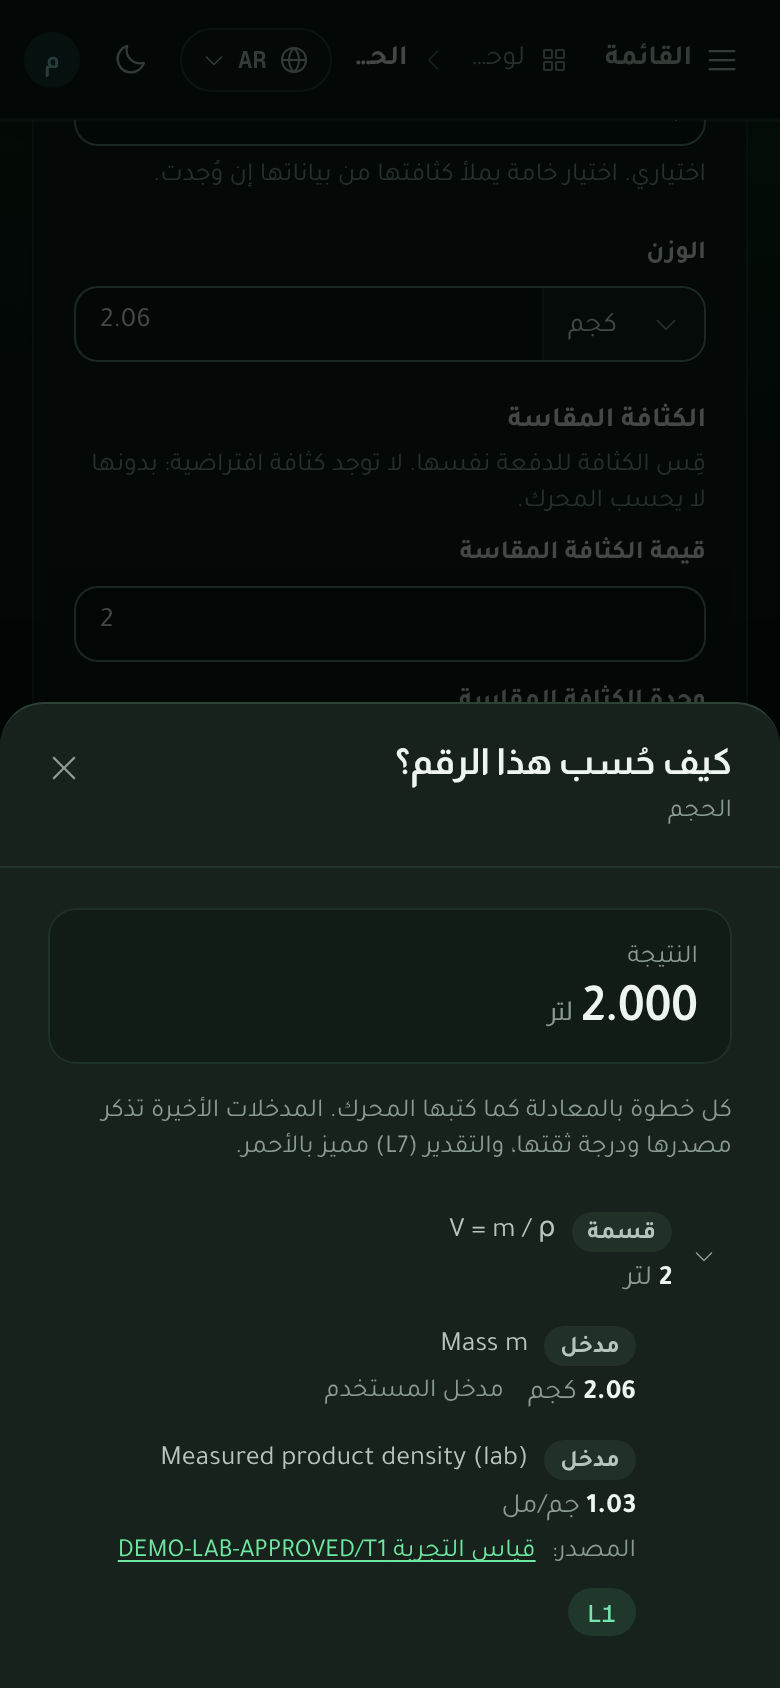 القائمة
لوحـ...
الحـ...
AR
م
اختياري. اختيار خامة يملأ كثافتها من بياناتها إن وُجدت.
الوزن
كجم
2.06
الكثافة المقاسة
قِس الكثافة للدفعة نفسها. لا توجد كثافة افتراضية: بدونها
لا يحسب المحرك.
قيمة الكثافة المقاسة
2
وحدة الكثافة المقاسة
كيف حُسب هذا الرقم؟
الحجم
النتيجة
2.000 لتر
كل خطوة بالمعادلة كما كتبها المحرك. المدخلات الأخيرة تذكر
مصدرها ودرجة ثقتها، والتقدير (L7) مميز بالأحمر.
قسمة V = m / ρ
2 لتر
مدخل Mass m
2.06 كجم مدخل المستخدم
مدخل Measured product density (lab)
1.03 جم/مل
المصدر: قياس التجربة DEMO-LAB-APPROVED/T1
L1